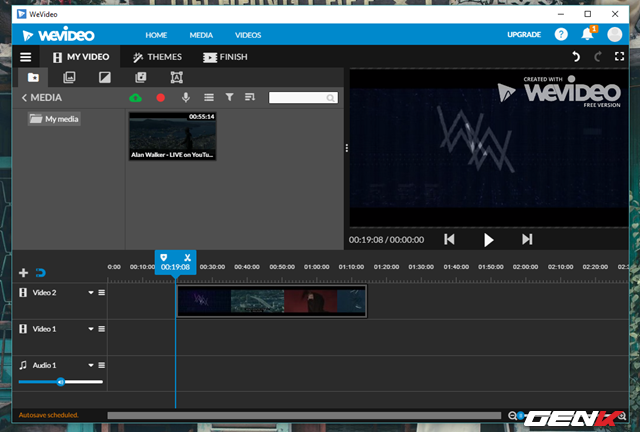 WeVideo
WEVIDEO
HOME
MEDIA
VIDEOS
UPGRADE
?
1
MY VIDEO
THEMES
FINISH
MEDIA
My media
00:55:14
Alan Walker - LIVE on YouTu...
CREATED WITH
WEVIDEO
FREE VERSION
00:19:08 / 00:00:00
00:19:08
0:00
00:10:00
00:30:00
00:40:00
00:50:00
01:00:00
01:10:00
01:20:00
01:30:00
01:40:00
01:50:00
02:00:00
02:10:00
02:20:00
02:3
Video 2
Video 1
Audio 1
Autosave scheduled.
GENK